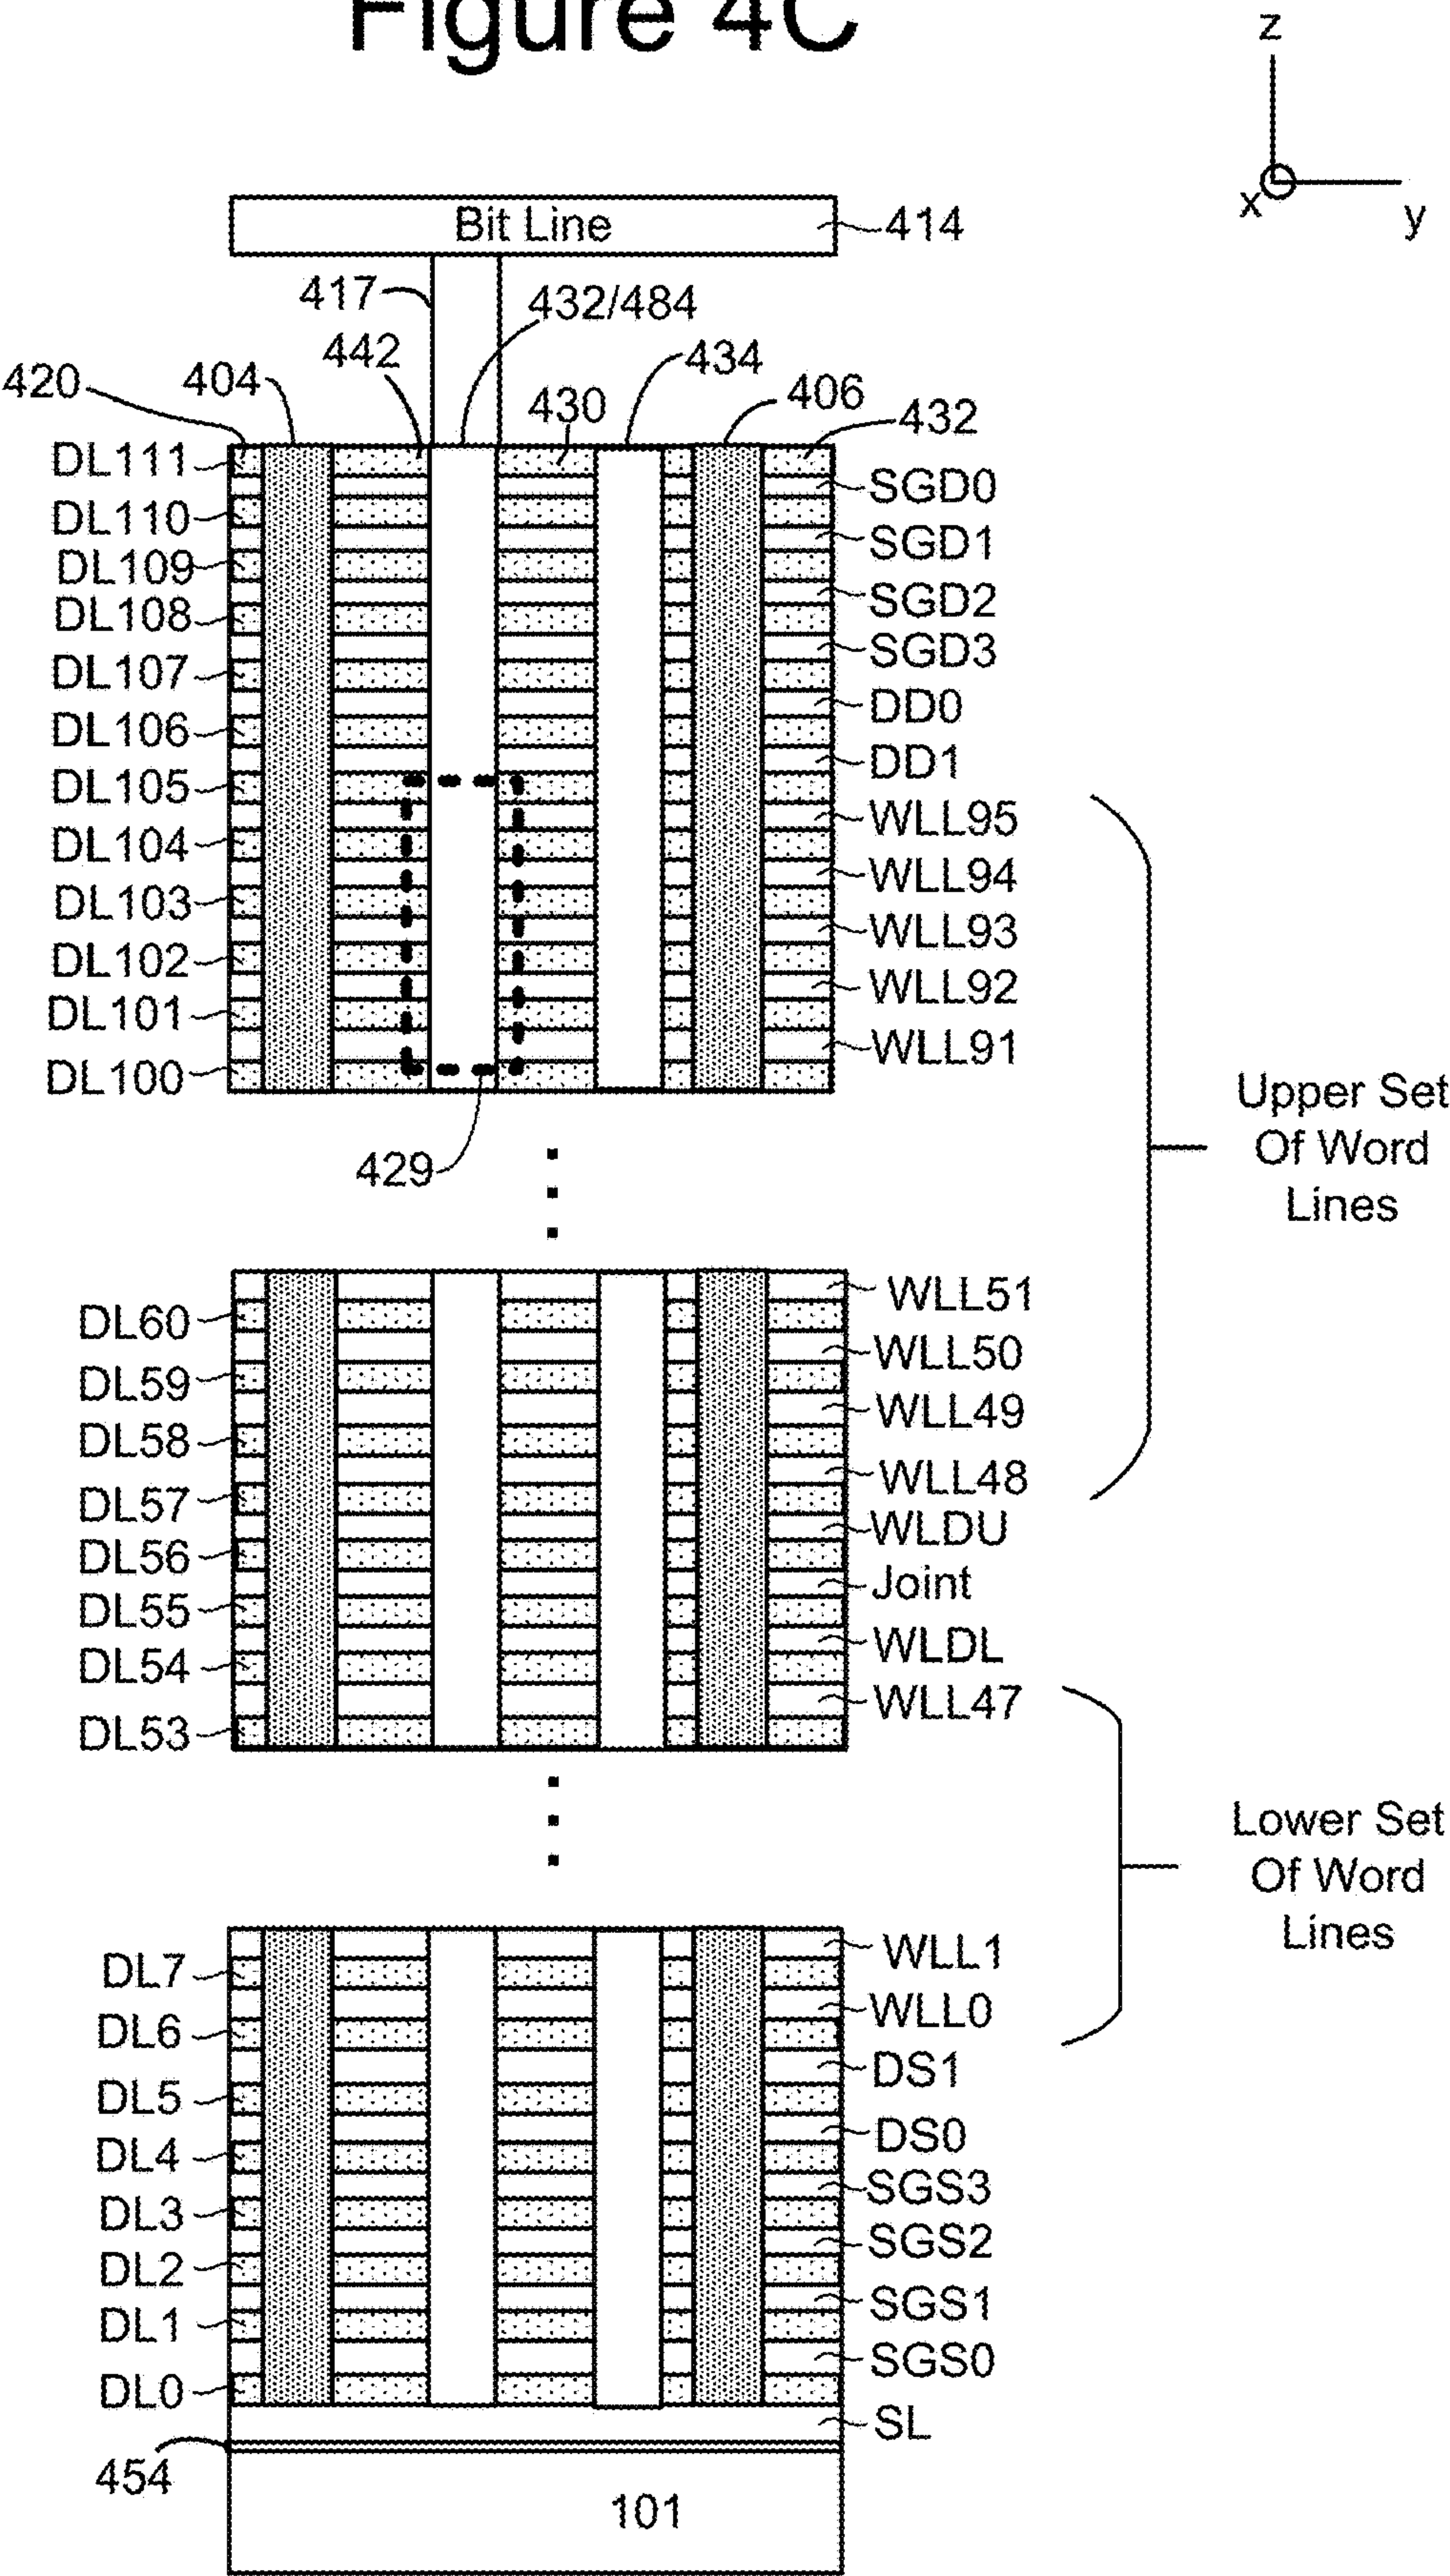 Figure 4C
z
x
y
Bit Line
414
417
432/484
442
434
420
404
430
406
432
DL111
SGD0
DL110
SGD1
DL109
SGD2
DL108
SGD3
DL107
DD0
DL106
DD1
DL105
WLL95
DL104
WLL94
DL103
WLL93
DL102
WLL92
DL101
WLL91
DL100
429
Upper Set
Of Word
Lines
WLL51
DL60
WLL50
DL59
WLL49
DL58
WLL48
DL57
WLDU
DL56
Joint
DL55
WLDL
DL54
WLL47
DL53
Lower Set
Of Word
Lines
WLL1
DL7
WLL0
DL6
DS1
DL5
DS0
DL4
SGS3
DL3
SGS2
DL2
SGS1
DL1
SGS0
DL0
SL
454
101